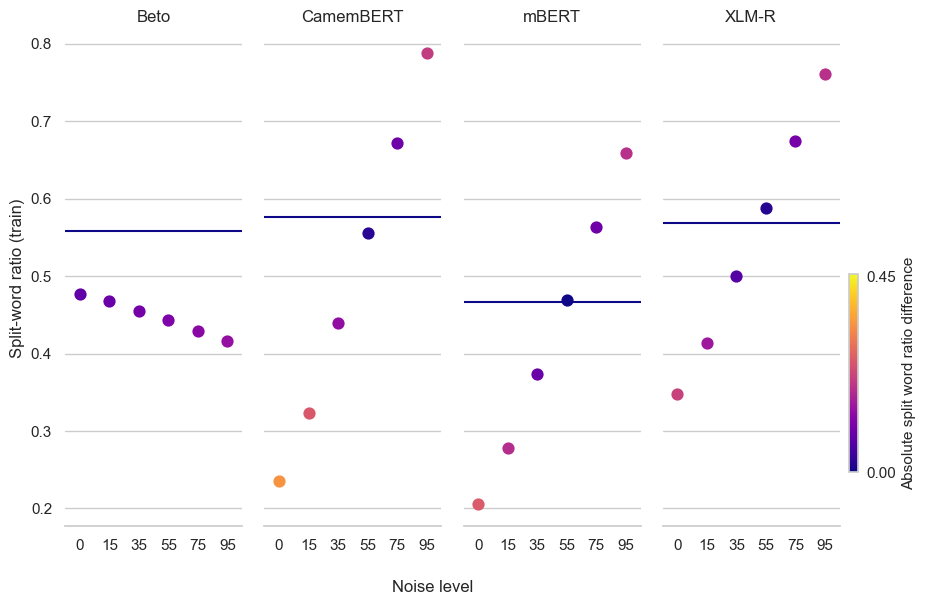 Beto CamemBERT mBERT XLM-R
Split-word ratio (train)
0.8
0.7
0.6
0.5
0.4
0.3
0.2
0 15 35 55 75 95 0 15 35 55 75 95 0 15 35 55 75 95 0 15 35 55 75 95
Noise level
0.45
0.00
Absolute split word ratio difference